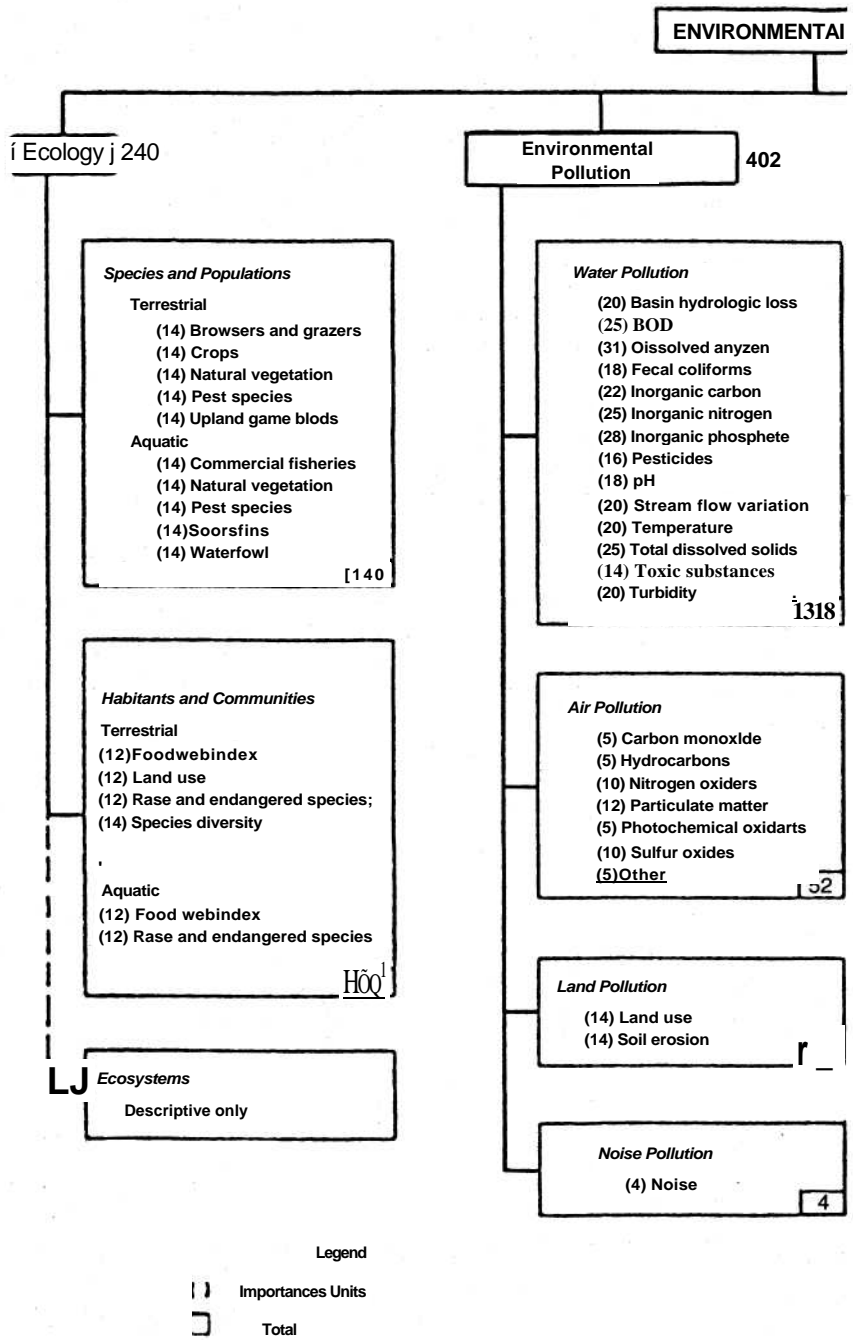 ENVIRONMENTAI
í Ecology j 240
Environmental
Pollution
402
Species and Populations
Terrestrial
(14) Browsers and grazers
(14) Crops
(14) Natural vegetation
(14) Pest species
(14) Upland game blods
Aquatic
(14) Commercial fisheries
(14) Natural vegetation
(14) Pest species
(14)Soorsfins
(14) Waterfowl
[140
Habitants and Communities
Terrestrial
(12)Foodwebindex
(12) Land use
(12) Rase and endangered species;
(14) Species diversity
Aquatic
(12) Food webindex
(12) Rase and endangered species
HÕQ1
LJ Ecosystems
Descriptive only
Water Pollution
(20) Basin hydrologic loss
(25) BOD
(31) Oissolved anyzen
(18) Fecal coliforms
(22) Inorganic carbon
(25) Inorganic nitrogen
(28) Inorganic phosphete
(16) Pesticides
(18) pH
(20) Stream flow variation
(20) Temperature
(25) Total dissolved solids
(14) Toxic substances
(20) Turbidity
1318
Air Pollution
(5) Carbon monoxIde
(5) Hydrocarbons
(10) Nitrogen oxiders
(12) Particulate matter
(5) Photochemical oxidarts
(10) Sulfur oxides
(5)Other
52
Land Pollution
(14) Land use
(14) Soil erosion
r _
Noise Pollution
(4) Noise
4
Legend
Importances Units
Total